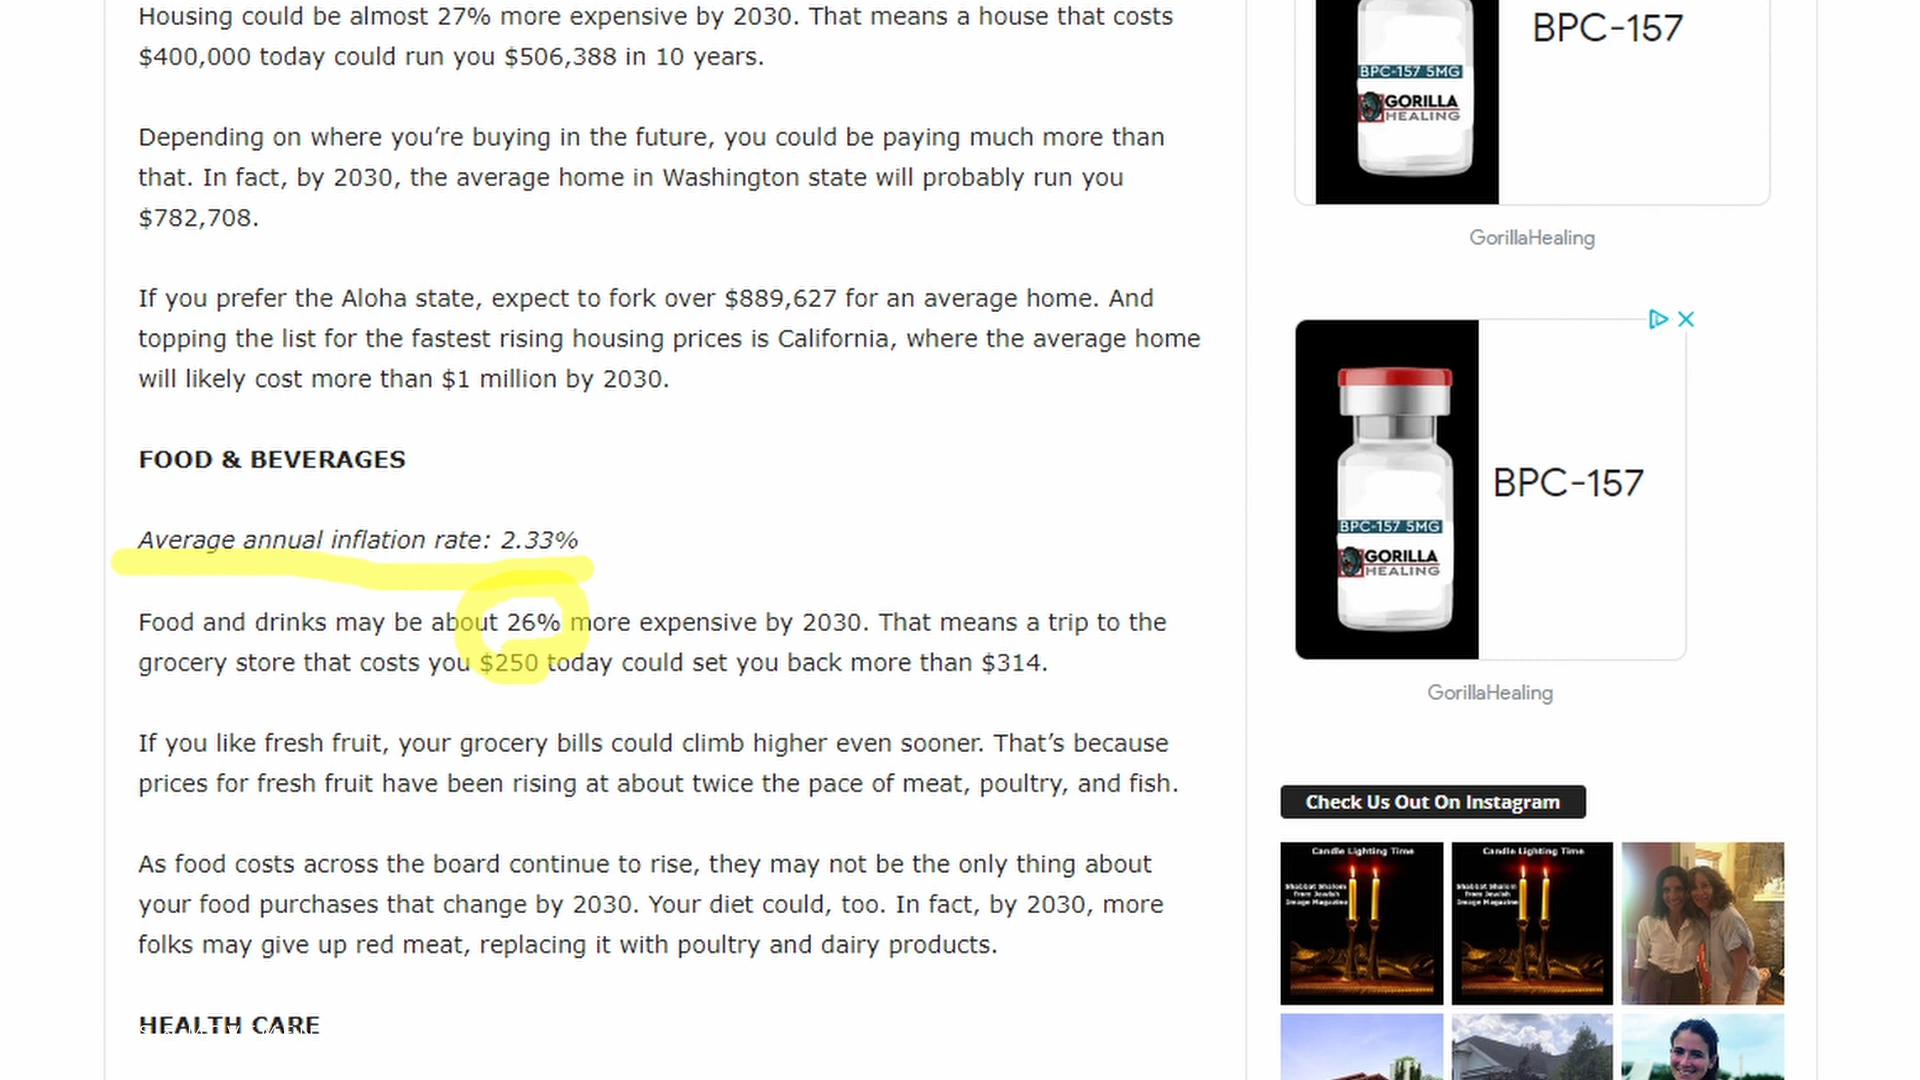 Housing could be almost 27% more expensive by 2030. That means a house that costs
$400,000 today could run you $506,388 in 10 years.
Depending on where you’re buying in the future, you could be paying much more than
that. In fact, by 2030, the average home in Washington state will probably run you
$782,708.
If you prefer the Aloha state, expect to fork over $889,627 for an average home. And
topping the list for the fastest rising housing prices is California, where the average home
will likely cost more than $1 million by 2030.
FOOD & BEVERAGES
Average annual inflation rate: 2.33%
Food and drinks may be about 26% more expensive by 2030. That means a trip to the
grocery store that costs you $250 today could set you back more than $314.
If you like fresh fruit, your grocery bills could climb higher even sooner. That’s because
prices for fresh fruit have been rising at about twice the pace of meat, poultry, and fish.
As food costs across the board continue to rise, they may not be the only thing about
your food purchases that change by 2030. Your diet could, too. In fact, by 2030, more
folks may give up red meat, replacing it with poultry and dairy products.
HEALTH CARE
BPC-157
BPC-157 5MG
GORILLA
HEALING
GorillaHealing
BPC-157
BPC-157 5MG
GORILLA
HEALING
GorillaHealing
Check Us Out On Instagram
Candle Lighting Time
Shabbat Shalom
from Jewish
Image Magazine
Candle Lighting Time
Shabbat Shalom
from Jewish
Image Magazine